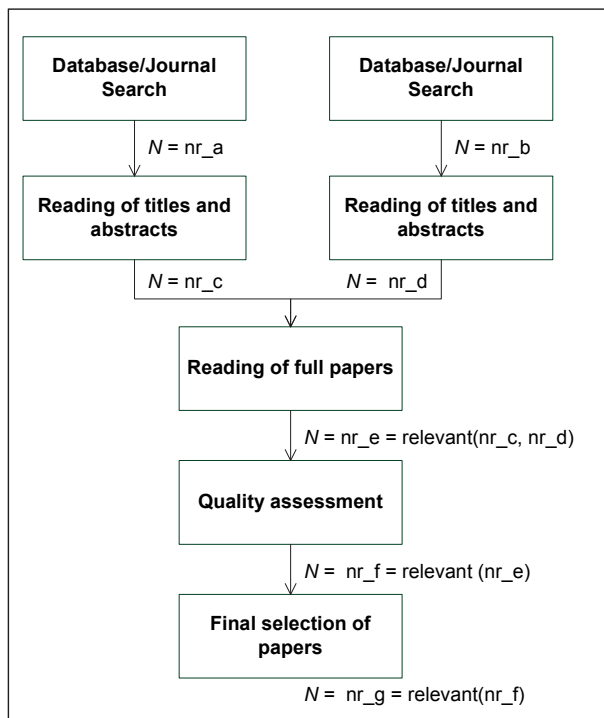 Database/Journal
Search
Database/Journal
Search
N = nr_a
N = nr_b
Reading of titles and
abstracts
Reading of titles and
abstracts
N = nr_c
N = nr_d
Reading of full papers
N = nr_e = relevant(nr_c, nr_d)
Quality assessment
N = nr_f = relevant (nr_e)
Final selection of
papers
N = nr_g = relevant(nr_f)